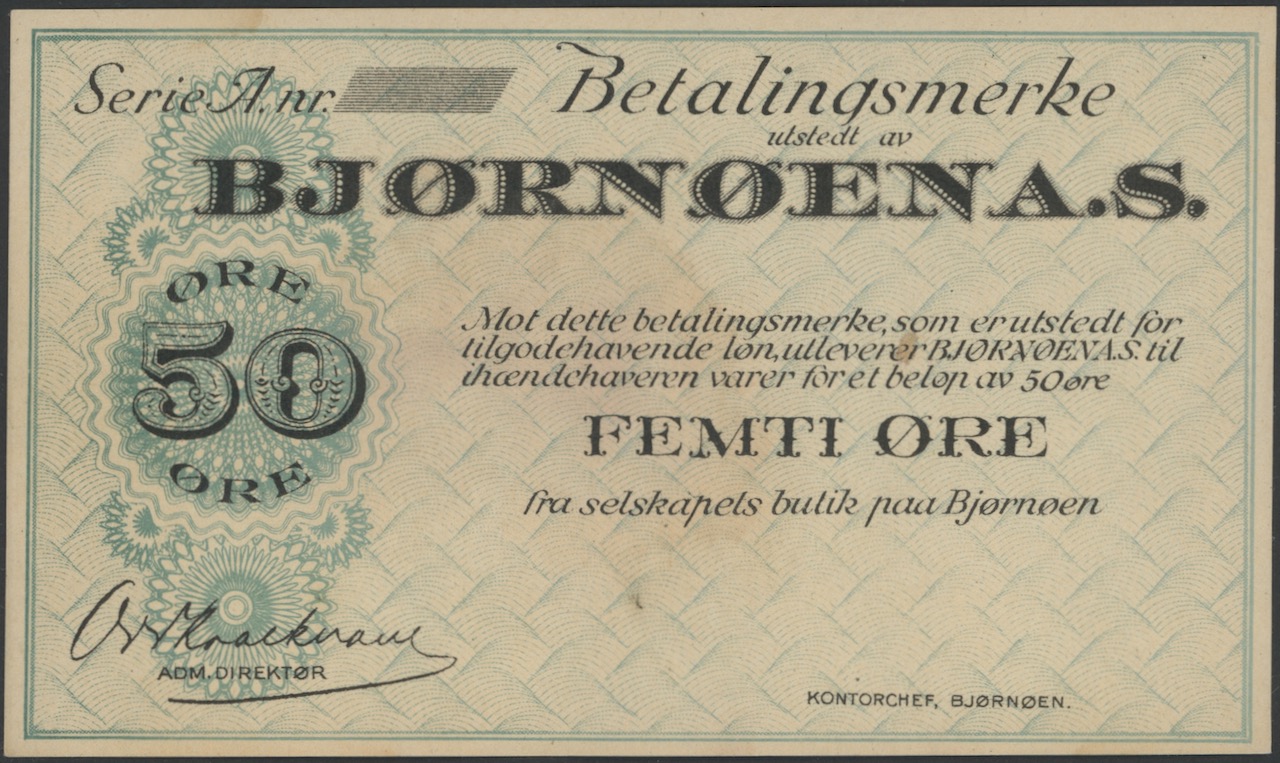 Serie A. nr.
Betalingsmerke
utstedt av
BJØRNØEN A.S.
ØRE
50
ØRE
Mot dette betalingsmerke, som er utstedt for
tilgodehavende løn, utleverer BJØRNØEN A.S. til
ihændehaveren varer for et beløp av 50 øre
FEMTI ØRE
fra selskapets butik paa Bjørnøen
ADM. DIREKTØR
KONTORCHEF, BJØRNØEN.